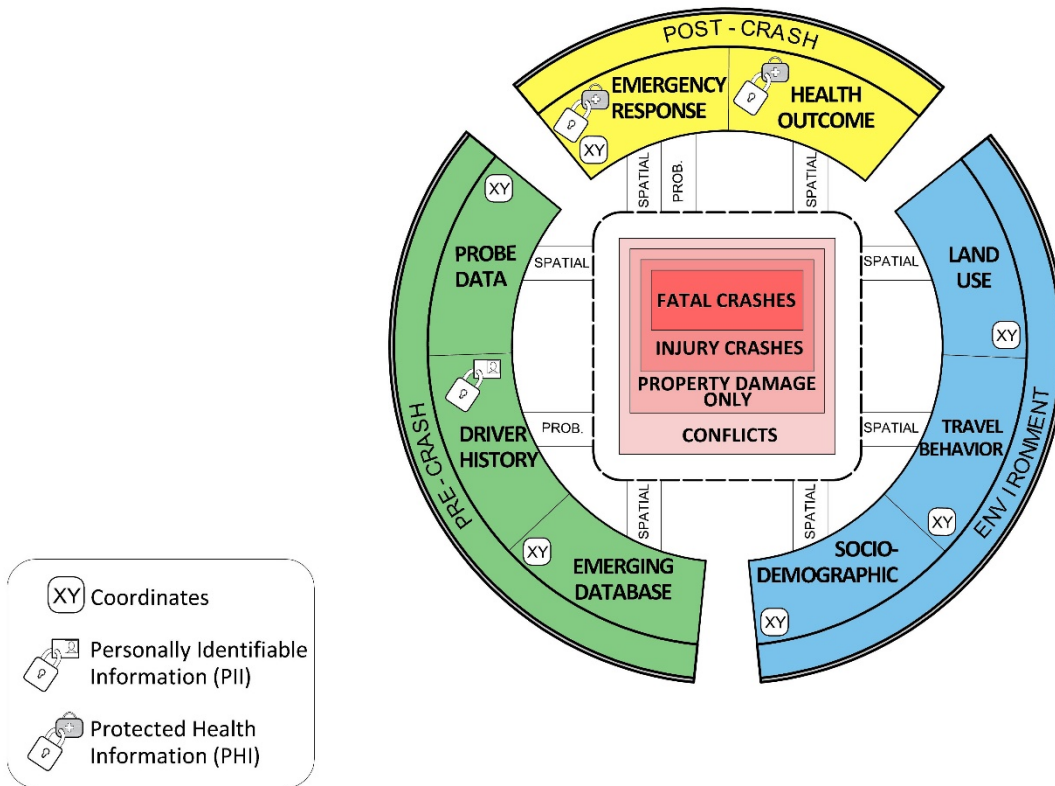 POST - CRASH
EMERGENCY
RESPONSE
HEALTH
OUTCOME
XY
SPATIAL
PROB.
SPATIAL
PRE - CRASH
XY
PROBE
DATA
SPATIAL
DRIVER
HISTORY
PROB.
XY
EMERGING
DATABASE
SPATIAL
FATAL CRASHES
INJURY CRASHES
PROPERTY DAMAGE
ONLY
CONFLICTS
ENVIRONMENT
SPATIAL
LAND
USE
XY
SPATIAL
TRAVEL
BEHAVIOR
XY
SPATIAL
SOCIO-
DEMOGRAPHIC
XY
XY Coordinates
Personally Identifiable
Information (PII)
Protected Health
Information (PHI)